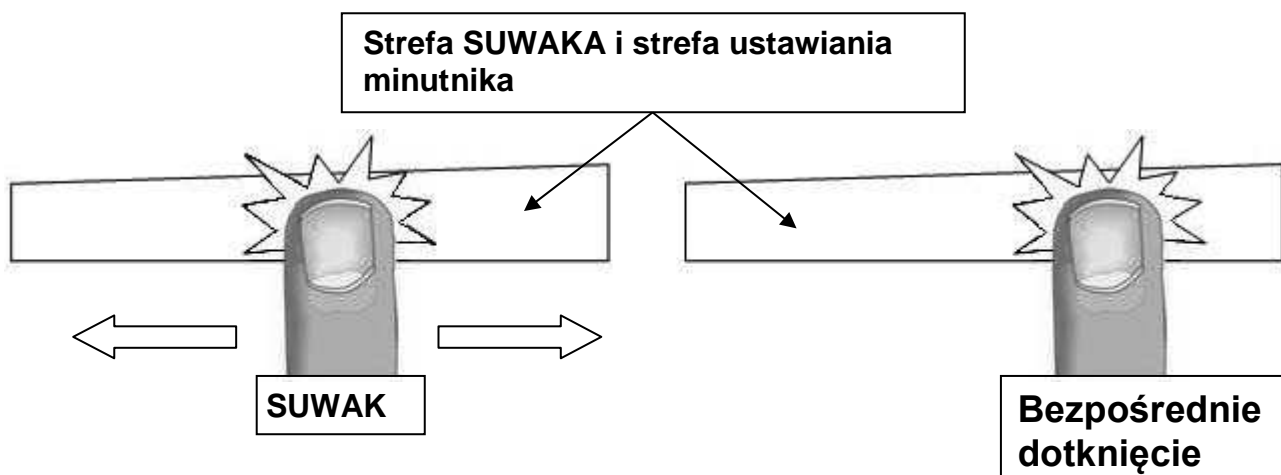 Strefa SUWAKA i strefa ustawiania
minutnika
SUWAK
Bezpośrednie
dotknięcie